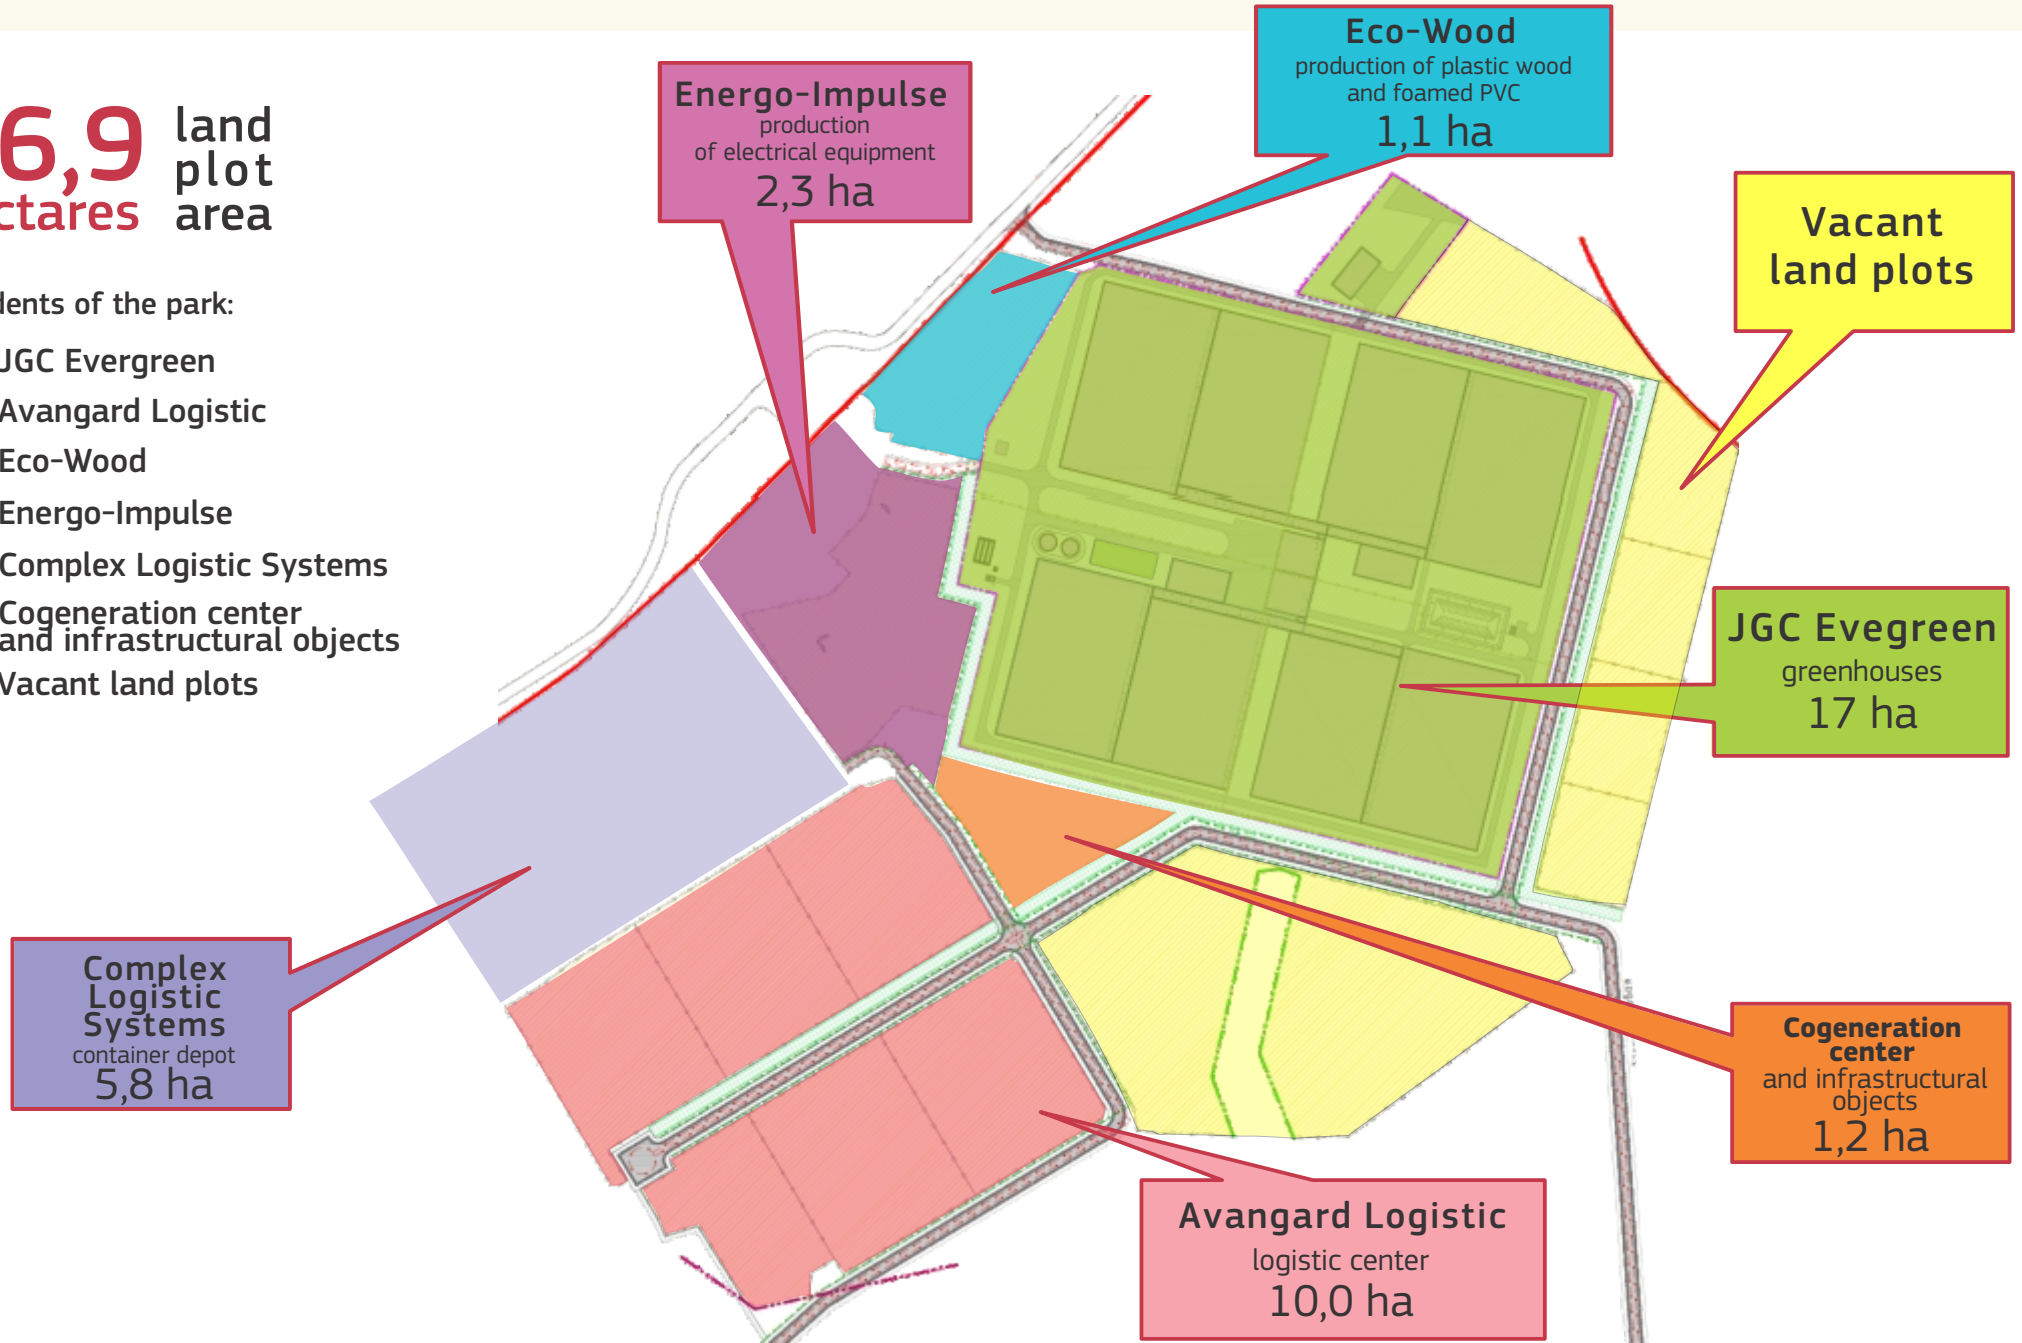 6,9
ctares
land
plot
area
dents of the park:
JGC Evergreen
Avangard Logistic
Eco-Wood
Energo-Impulse
Complex Logistic Systems
Cogeneration center
and infrastructural objects
Vacant land plots
Energo-Impulse
production
of electrical equipment
2,3 ha
Eco-Wood
production of plastic wood
and foamed PVC
1,1 ha
Vacant
land plots
JGC Evegreen
greenhouses
17 ha
Complex
Logistic
Systems
container depot
5,8 ha
Cogeneration
center
and infrastructural
objects
1,2 ha
Avangard Logistic
logistic center
10,0 ha